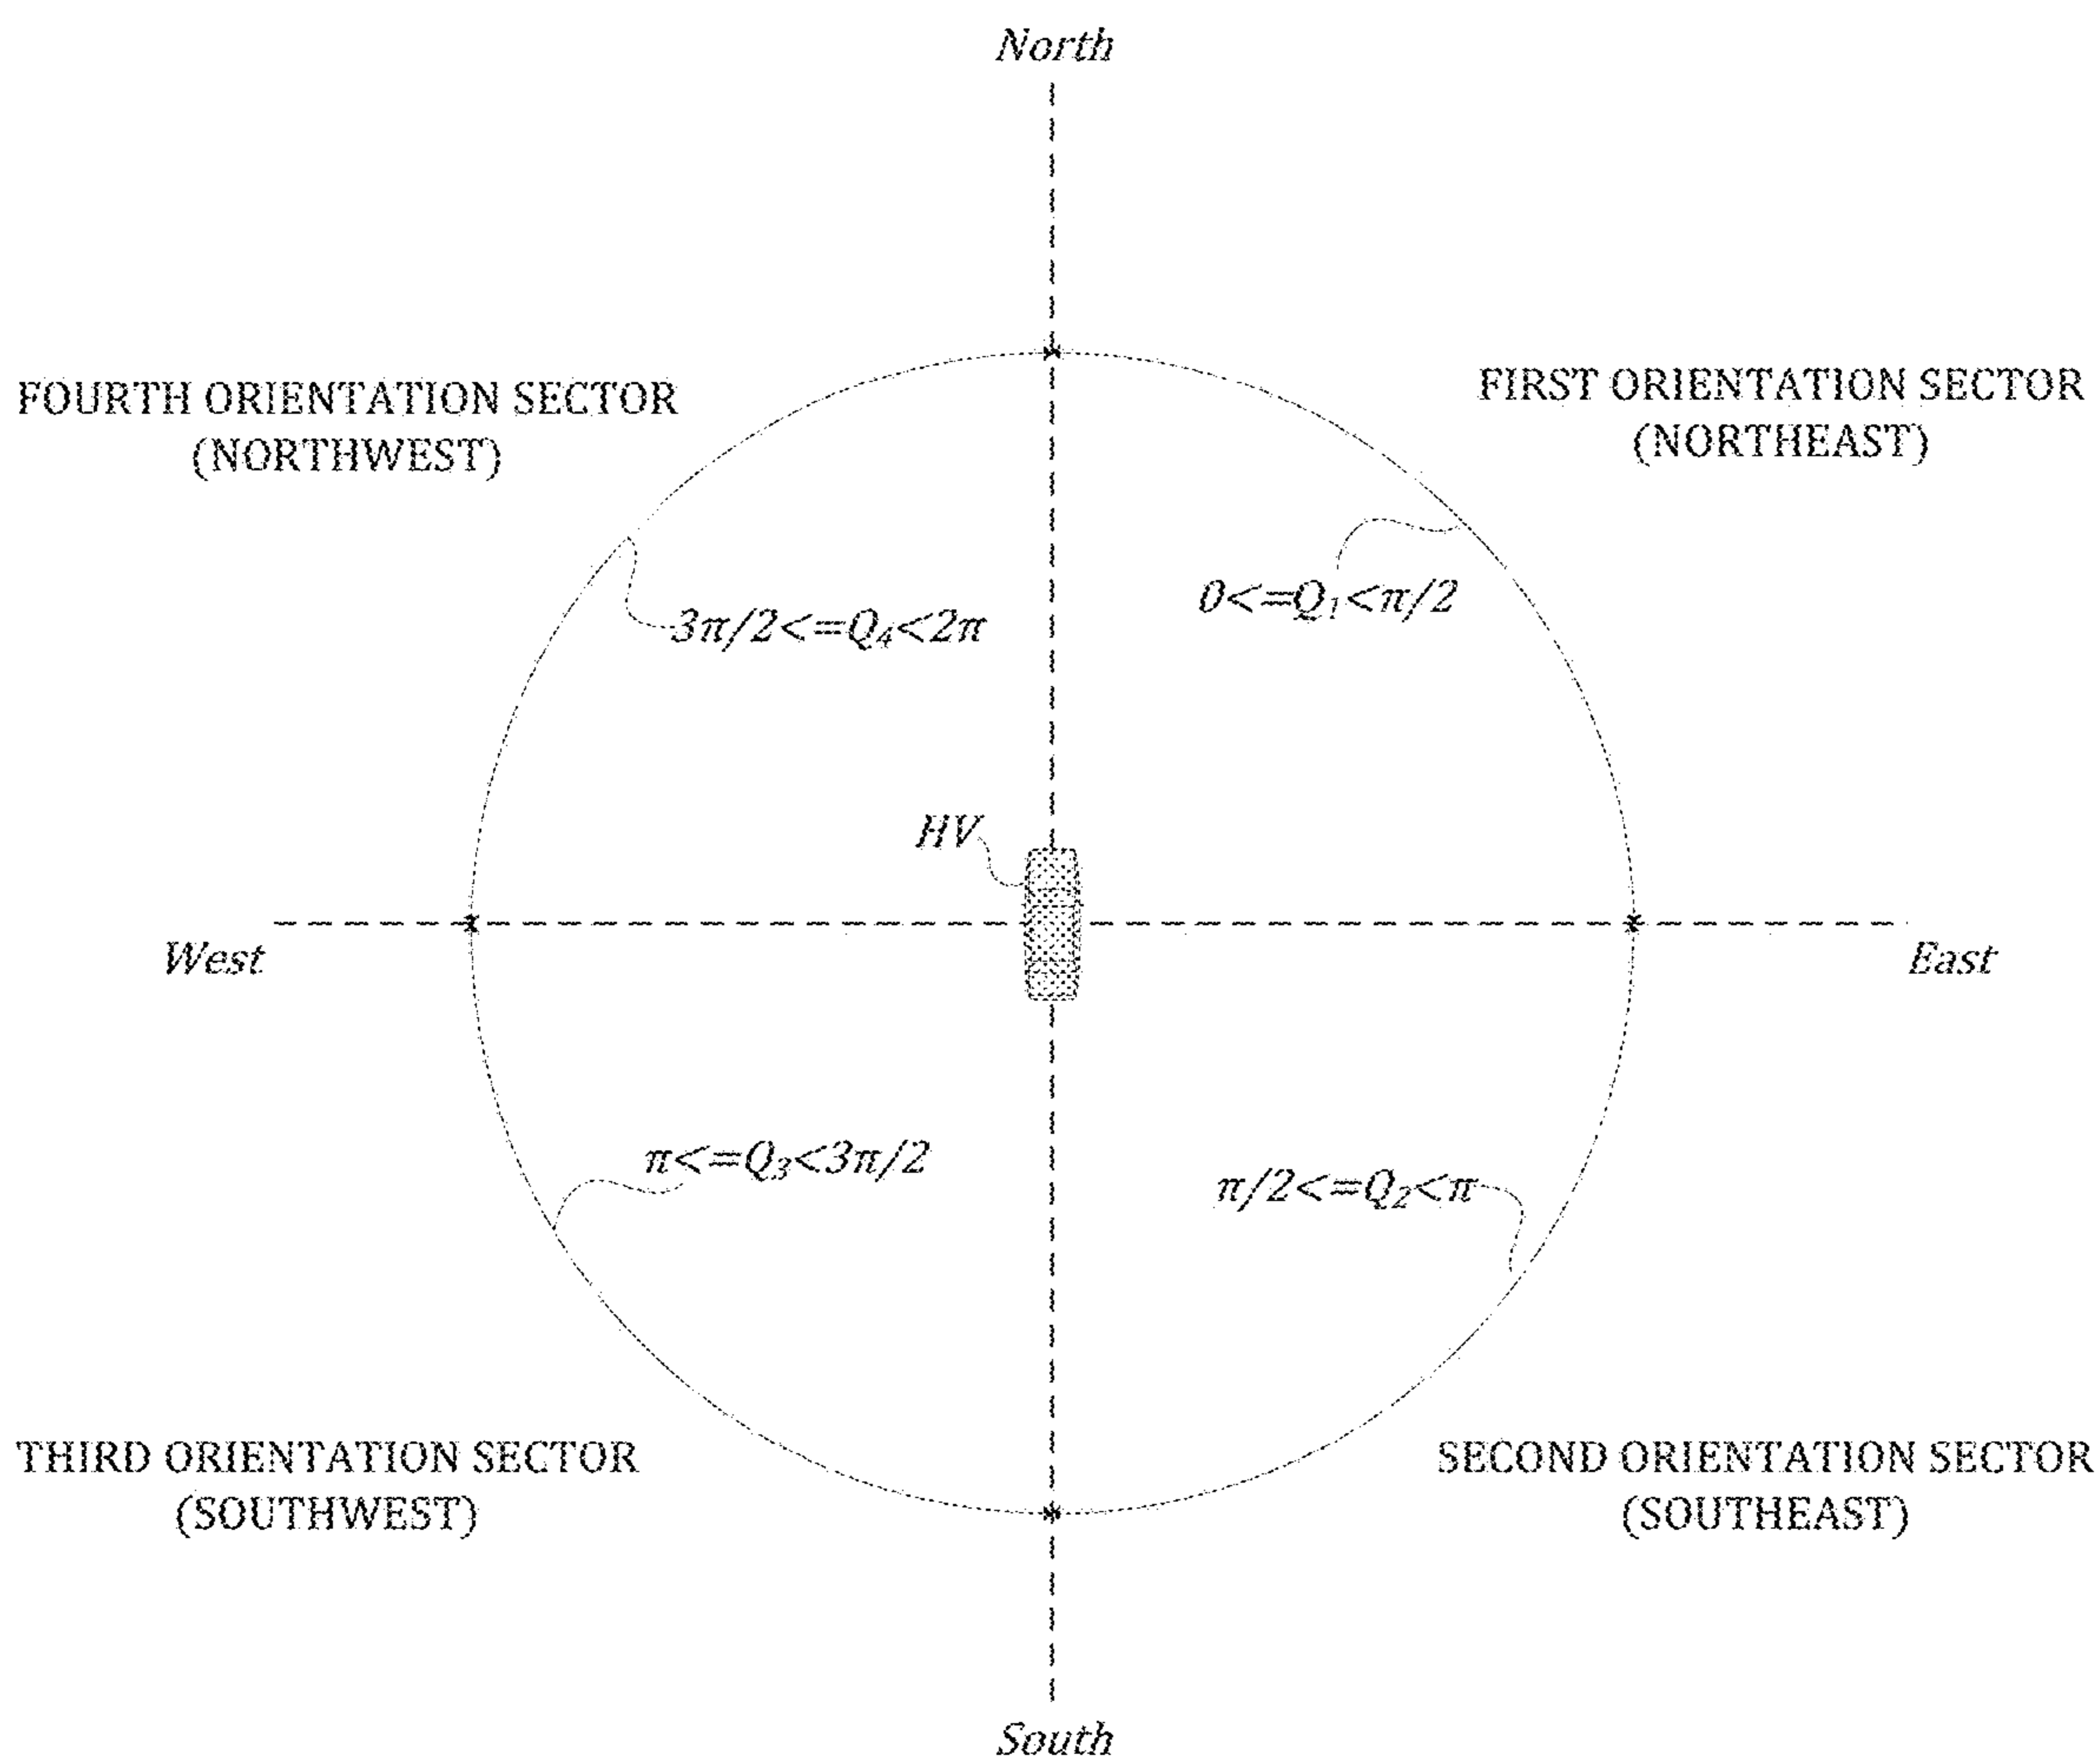 North
FOURTH ORIENTATION SECTOR
(NORTHWEST)
FIRST ORIENTATION SECTOR
(NORTHEAST)
0<=Q₁<π/2
3π/2<=Q₄<2π
HV
West
East
π<=Q₃<3π/2
π/2<=Q₂<π
THIRD ORIENTATION SECTOR
(SOUTHWEST)
SECOND ORIENTATION SECTOR
(SOUTHEAST)
South